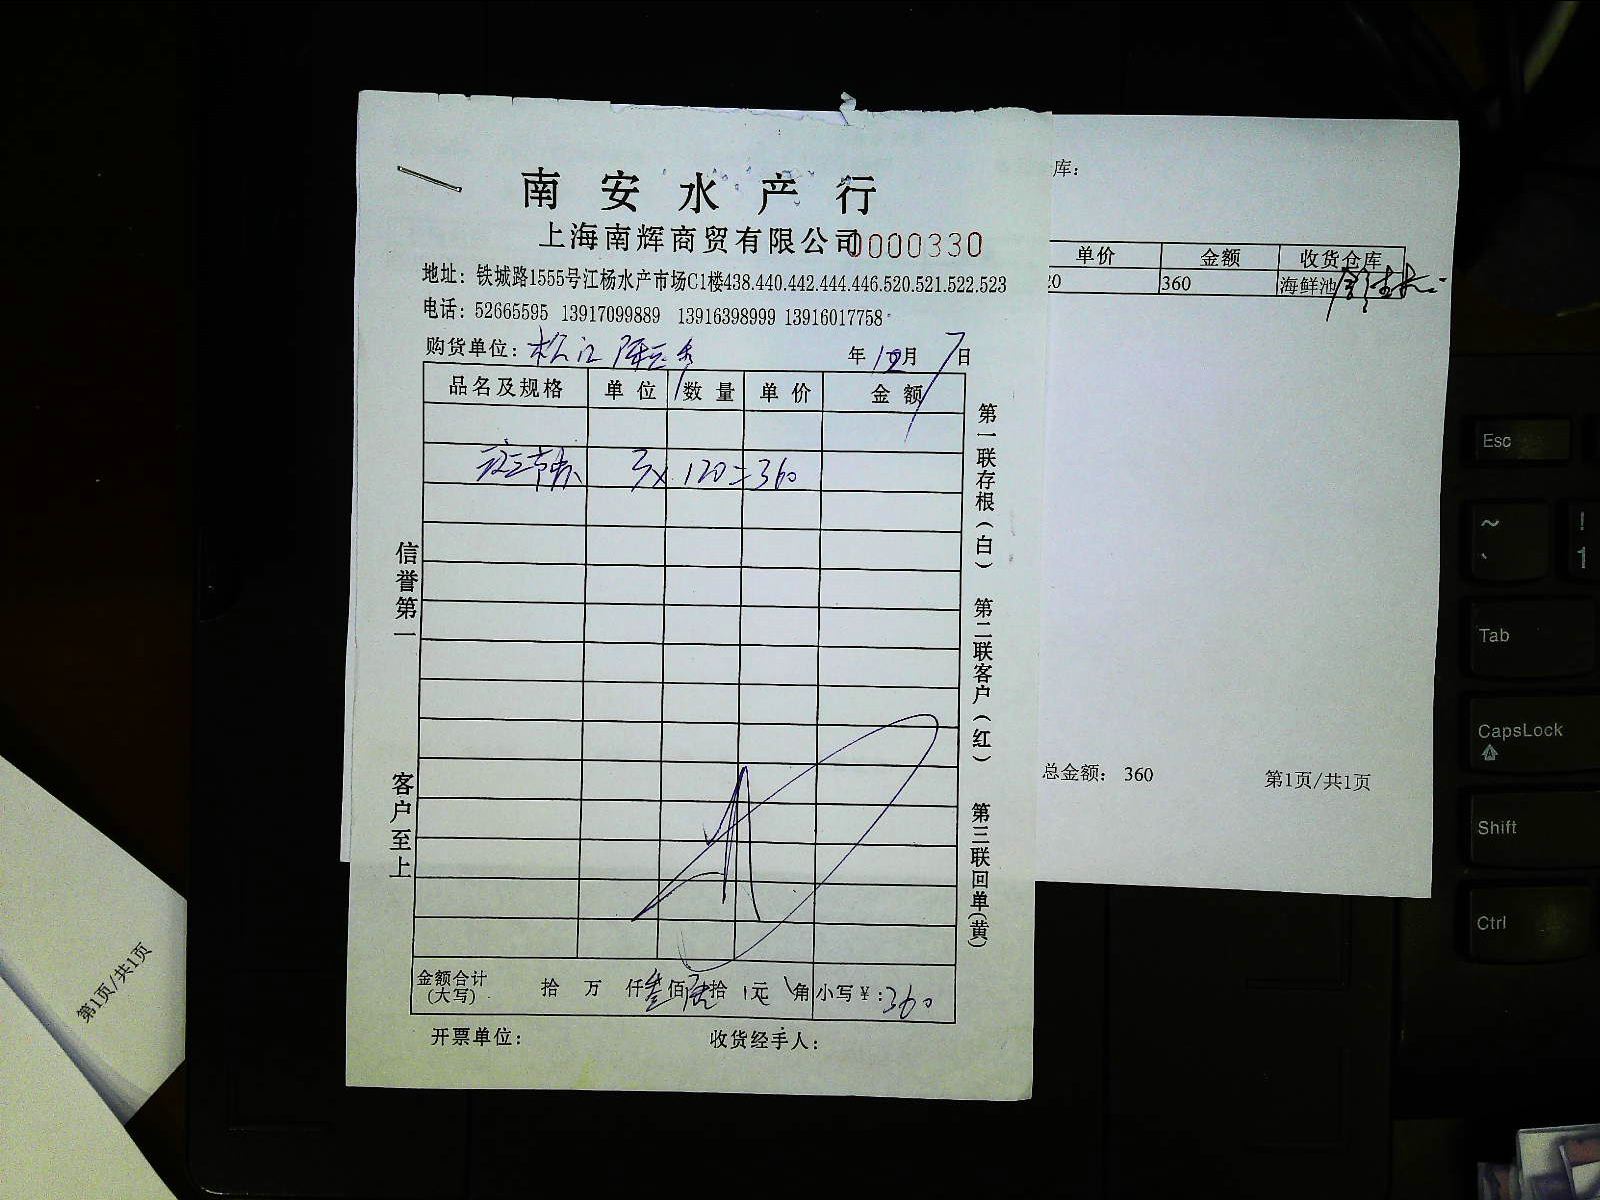 南安水产行
上海南辉商贸有限公司 0000330
地址：铁城路1555号江杨水产市场C1楼438.440.442.444.446.520.521.522.523
电话：52665595 13917099889 13916398999 13916017758
购货单位：松江 年 月 7日
品名及规格 单位 数量 单价 金额
3x 120=360
金额合计（大写） 拾 万 仟叁佰陆拾 元 角 小写￥：360
开票单位： 收货经手人：
信誉第一
客户至上
第一联存根（白）
第二联客户（红）
第三联回单（黄）
库：
单价 金额 收货仓库
20 360 海鲜池
总金额： 360 第1页/共1页
第1页/共1页
Esc
~ !
` 1
Tab
CapsLock
Shift
Ctrl